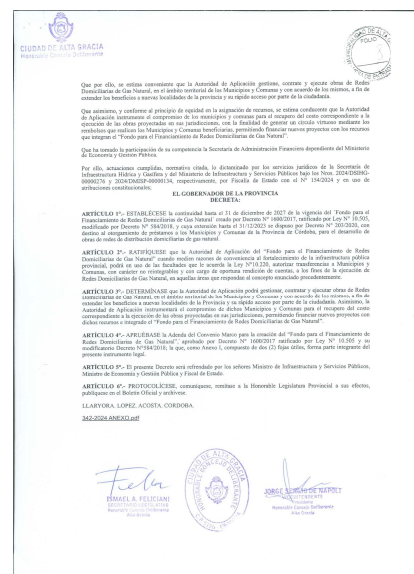 CIUDAD DE ALTA GRACIA
Honorable Concejo Deliberante
FOLIO
Que por ello, se estima conveniente que la Autoridad de Aplicación gestione, contrate y ejecute obras de Redes
Domiciliarias de Gas Natural, en el ámbito territorial de los Municipios y Comunas y con acuerdo de los mismos, a fin de
extender los beneficios a nuevas localidades de la provincia y su rápido acceso por parte de la ciudadanía.
Que asimismo, y conforme al principio de equidad en la asignación de recursos, se estima conducente que la Autoridad
de Aplicación instrumente el compromiso de los municipios y comunas para el recupero del costo correspondiente a la
ejecución de las obras proyectadas en sus jurisdicciones, con la finalidad de generar un círculo virtuoso mediante los
reembolsos que realicen los Municipios y Comunas beneficiarias, permitiendo financiar nuevos proyectos con los recursos
que integran el "Fondo para el Financiamiento de Redes Domiciliarias de Gas Natural".
Que ha tomado la participación de su competencia la Secretaría de Administración Financiera dependiente del Ministerio
de Economía y Gestión Pública.
Por ello, actuaciones cumplidas, normativa citada, lo dictaminado por los servicios jurídicos de la Secretaría de
Infraestructura Hídrica y Gasífera y del Ministerio de Infraestructura y Servicios Públicos bajo los Nros. 2024/DSIHG-
00000276 y 2024/DMISP-00000134, respectivamente, por Fiscalía de Estado con el N° 154/2024 y en uso de
atribuciones constitucionales;
EL GOBERNADOR DE LA PROVINCIA
DECRETA:
ARTÍCULO 1°.- ESTABLÉCESE la continuidad hasta el 31 de diciembre de 2027 de la vigencia del "Fondo para el
Financiamiento de Redes Domiciliarias de Gas Natural" creado por Decreto N° 1600/2017, ratificado por Ley N° 10.505,
modificado por Decreto N° 584/2018, y cuya extensión hasta el 31/12/2023 se dispuso por Decreto N° 203/2020, con
destino al otorgamiento de préstamos a los Municipios y Comunas de la Provincia de Córdoba, para el desarrollo de
obras de redes de distribución domiciliarias de gas natural.
ARTÍCULO 2°.- RATIFÍQUESE que la Autoridad de Aplicación del "Fondo para el Financiamiento de Redes
Domiciliarias de Gas Natural" cuando medien razones de conveniencia al fortalecimiento de la infraestructura pública
provincial, podrá en uso de las facultades que le acuerda la Ley N°10.220, autorizar transferencias a Municipios y
Comunas, con carácter no reintegrables y con cargo de oportuna rendición de cuentas, a los fines de la ejecución de
Redes Domiciliarias de Gas Natural, en aquellas áreas que respondan al concepto enunciado precedentemente.
ARTÍCULO 3°.- DETERMÍNASE que la Autoridad de Aplicación podrá gestionar, contratar y ejecutar obras de Redes
Domiciliarias de Gas Natural, en el ámbito territorial de los Municipios y Comunas y con acuerdo de los mismos, a fin de
extender los beneficios a nuevas localidades de la Provincia y su rápido acceso por parte de la ciudadanía. Asimismo, la
Autoridad de Aplicación instrumentará el compromiso de dichos Municipios y Comunas para el recupero del costo
correspondiente a la ejecución de las obras proyectadas en sus jurisdicciones, permitiendo financiar nuevos proyectos con
dichos recursos e integrado el "Fondo para el Financiamiento de Redes Domiciliarias de Gas Natural".
ARTÍCULO 4°.- APRUÉBASE la Adenda del Convenio Marco para la creación del "Fondo para el Financiamiento de
Redes Domiciliarias de Gas Natural", aprobado por Decreto N° 1600/2017 ratificado por Ley N° 10.505 y su
modificatorio Decreto N°584/2018; la que, como Anexo I, compuesto de dos (2) fojas útiles, forma parte integrante del
presente instrumento legal.
ARTÍCULO 5°.- El presente Decreto será refrendado por los señores Ministro de Infraestructura y Servicios Públicos,
Ministro de Economía y Gestión Pública y Fiscal de Estado.
ARTÍCULO 6°.- PROTOCOLÍCESE, comuníquese, remítase a la Honorable Legislatura Provincial a sus efectos,
publíquese en el Boletín Oficial y archívese.
LLARYORA. LOPEZ. ACOSTA. CORDOBA.
342-2024 ANEXO.pdf
CIUDAD DE ALTA GRACIA
HONORABLE CONCEJO DELIBERANTE
ISMAEL A. FELICIANI
SECRETARIO LEGISLATIVO
Honorable Concejo Deliberante
Alta Gracia
JORGE SERGIO DE NAPOLI
VICEINTENDENTE
Presidente
Honorable Concejo Deliberante
Alta Gracia